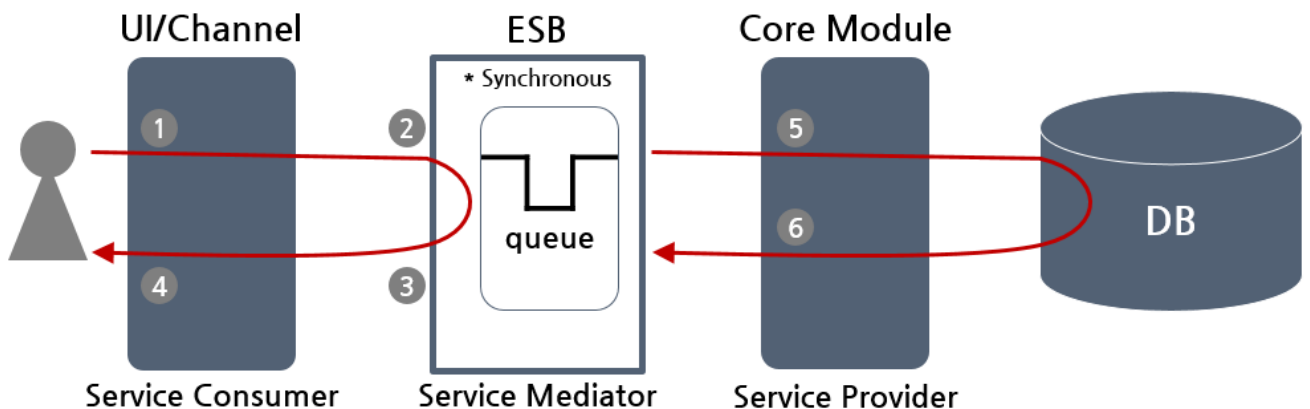 UI/Channel
ESB
Core Module
* Synchronous
1
2
5
queue
6
DB
4
3
Service Consumer
Service Mediator
Service Provider